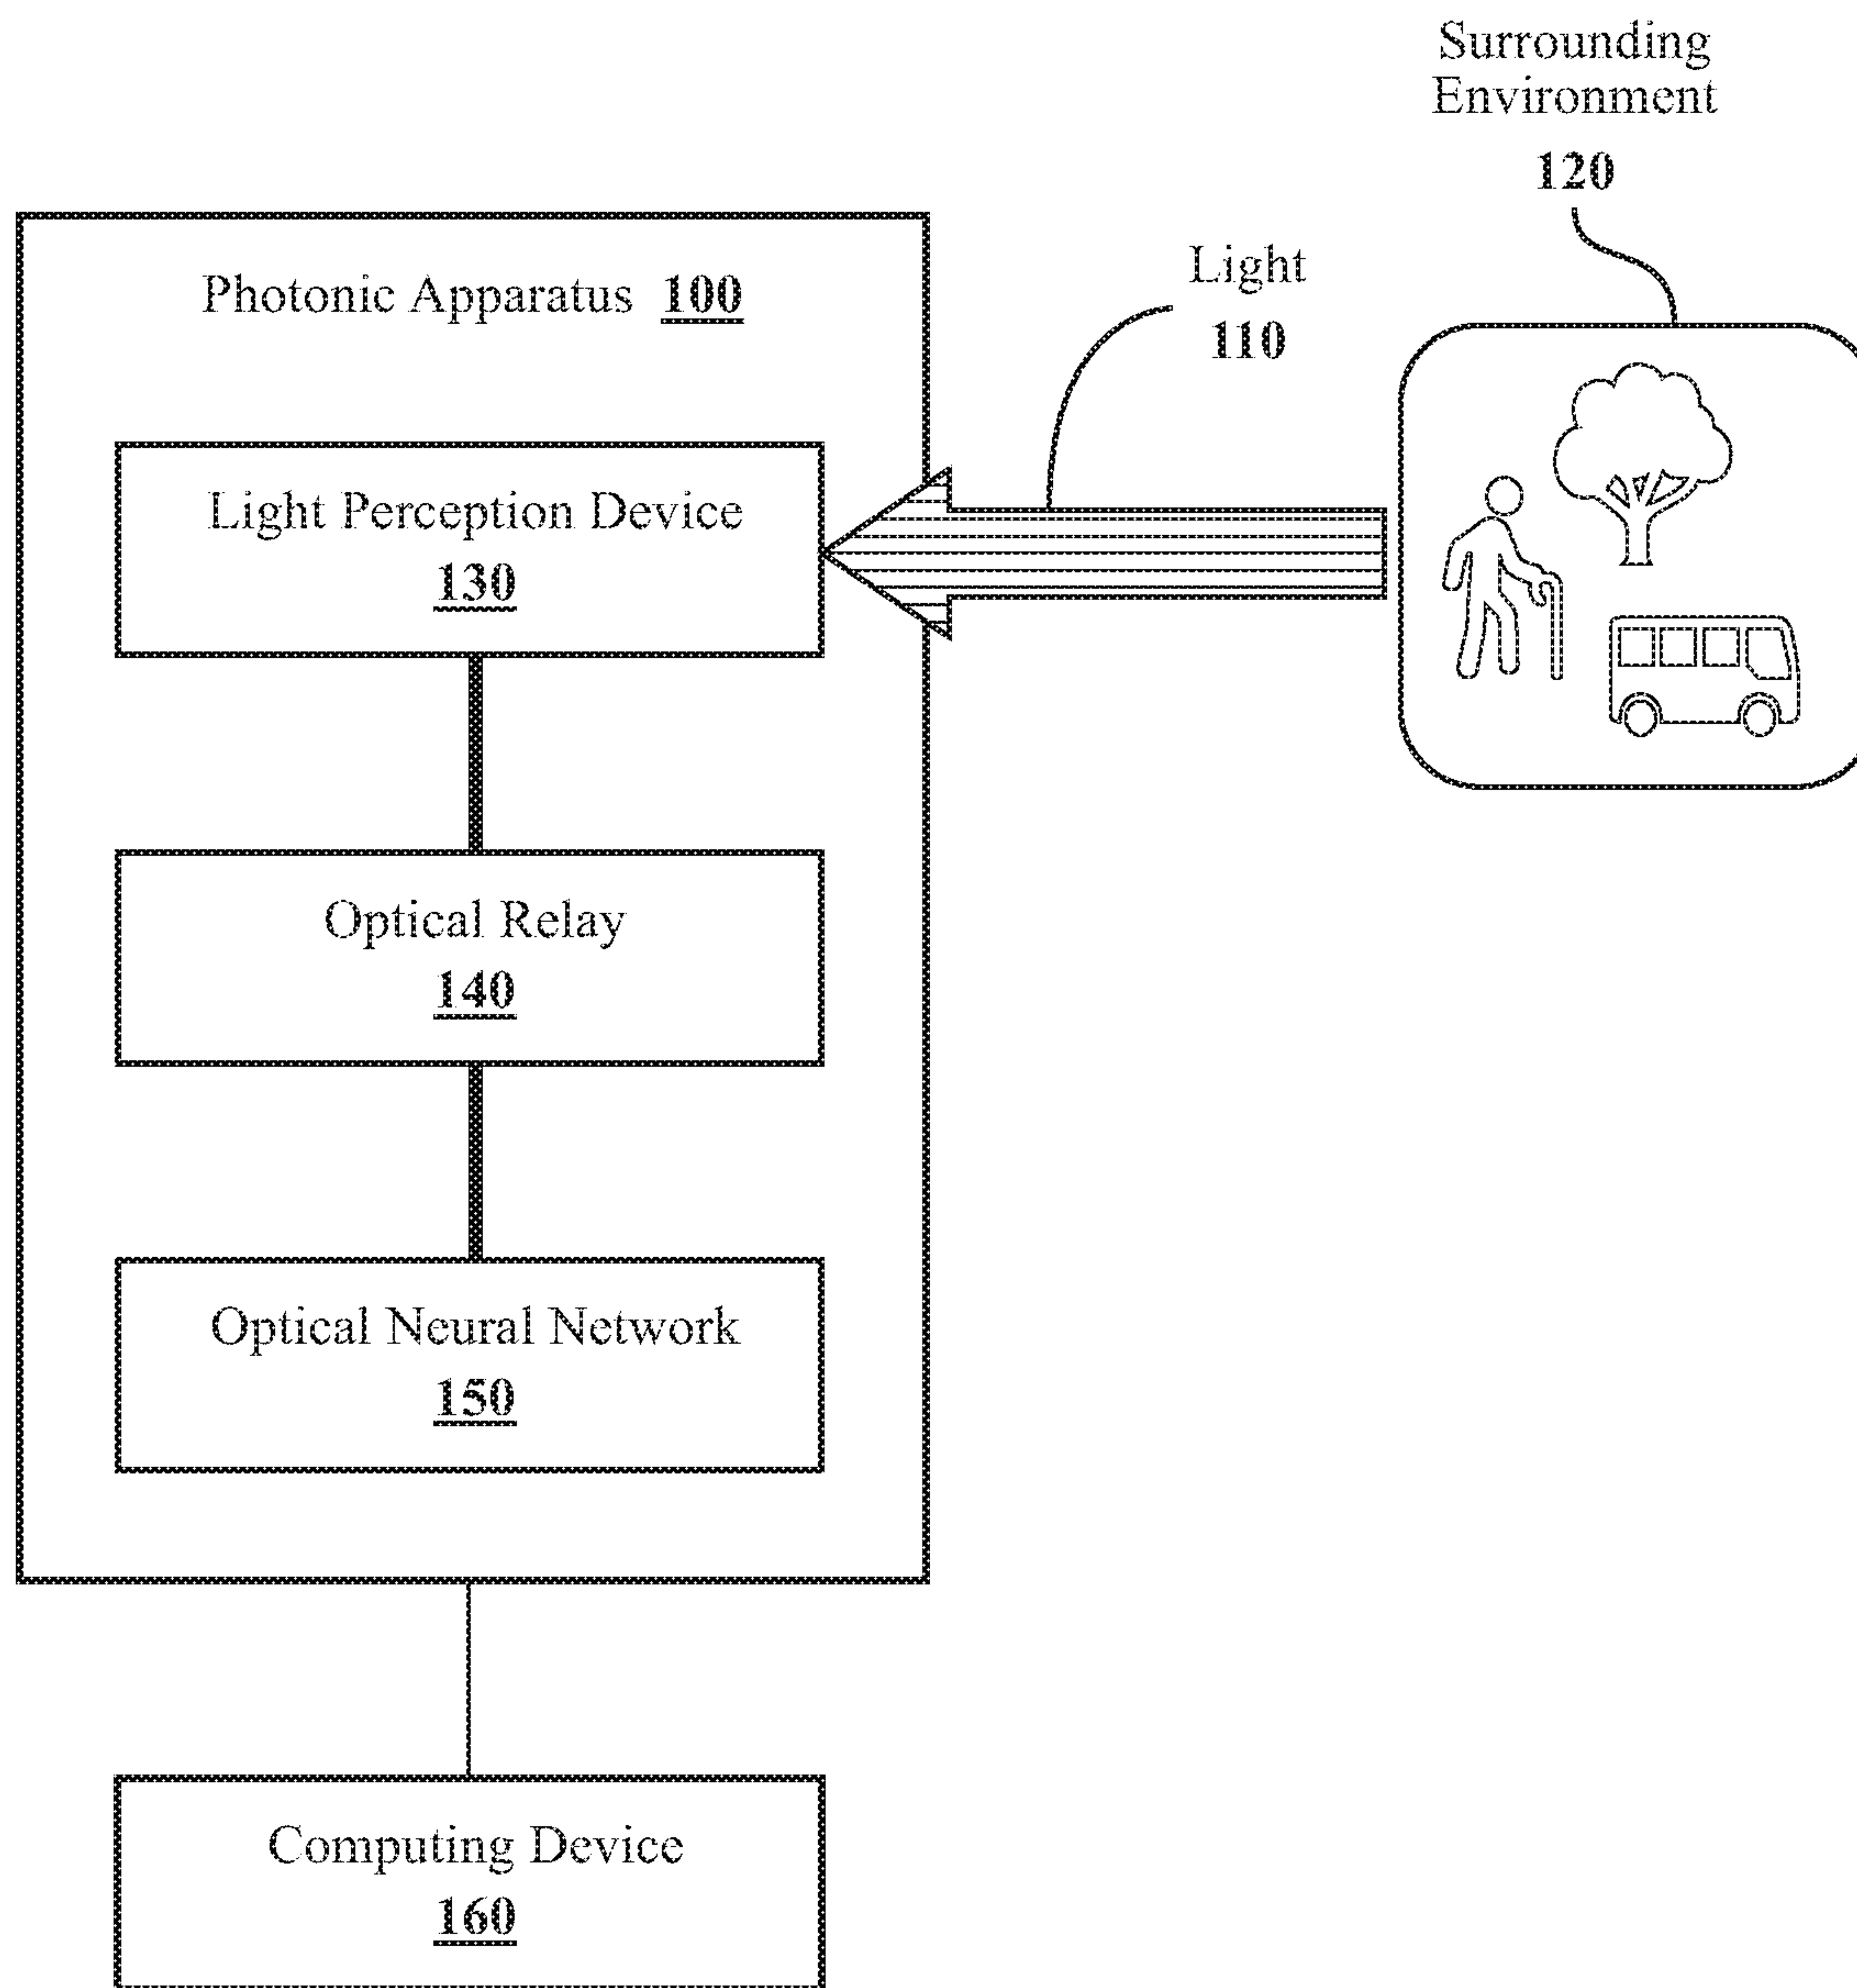 Surrounding
Environment
120
Photonic Apparatus 100
Light
110
Light Perception Device
130
Optical Relay
140
Optical Neural Network
150
Computing Device
160